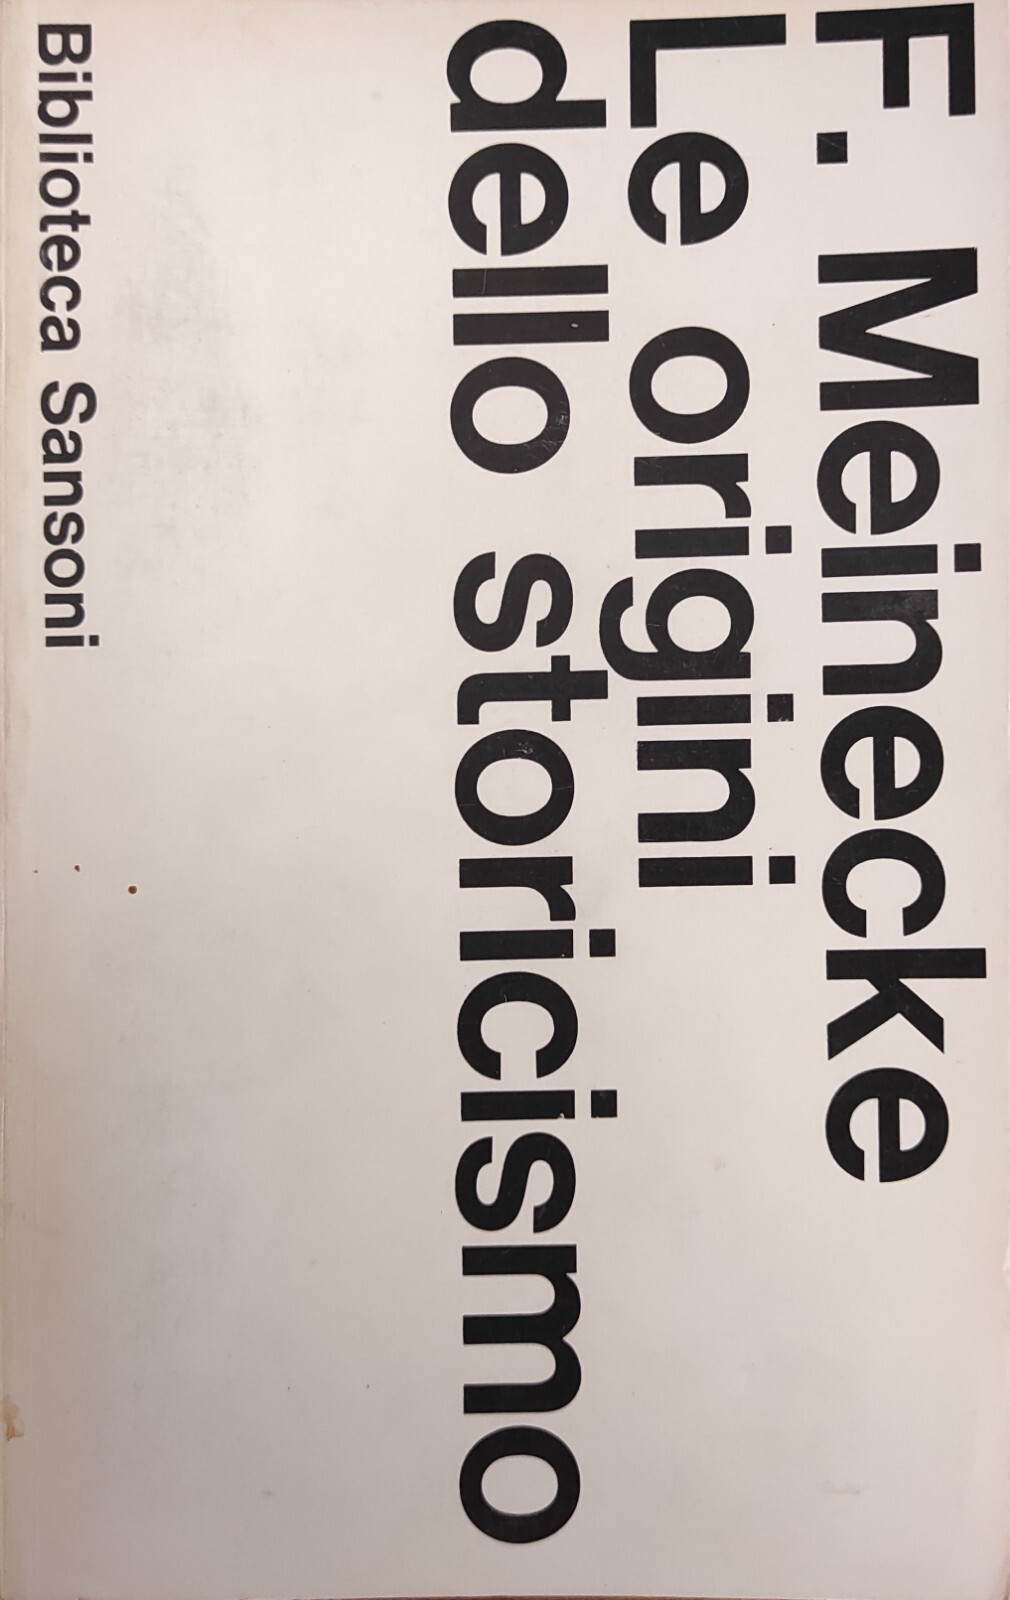 F. Meinecke
Le origini
dello storicismo
Biblioteca Sansoni